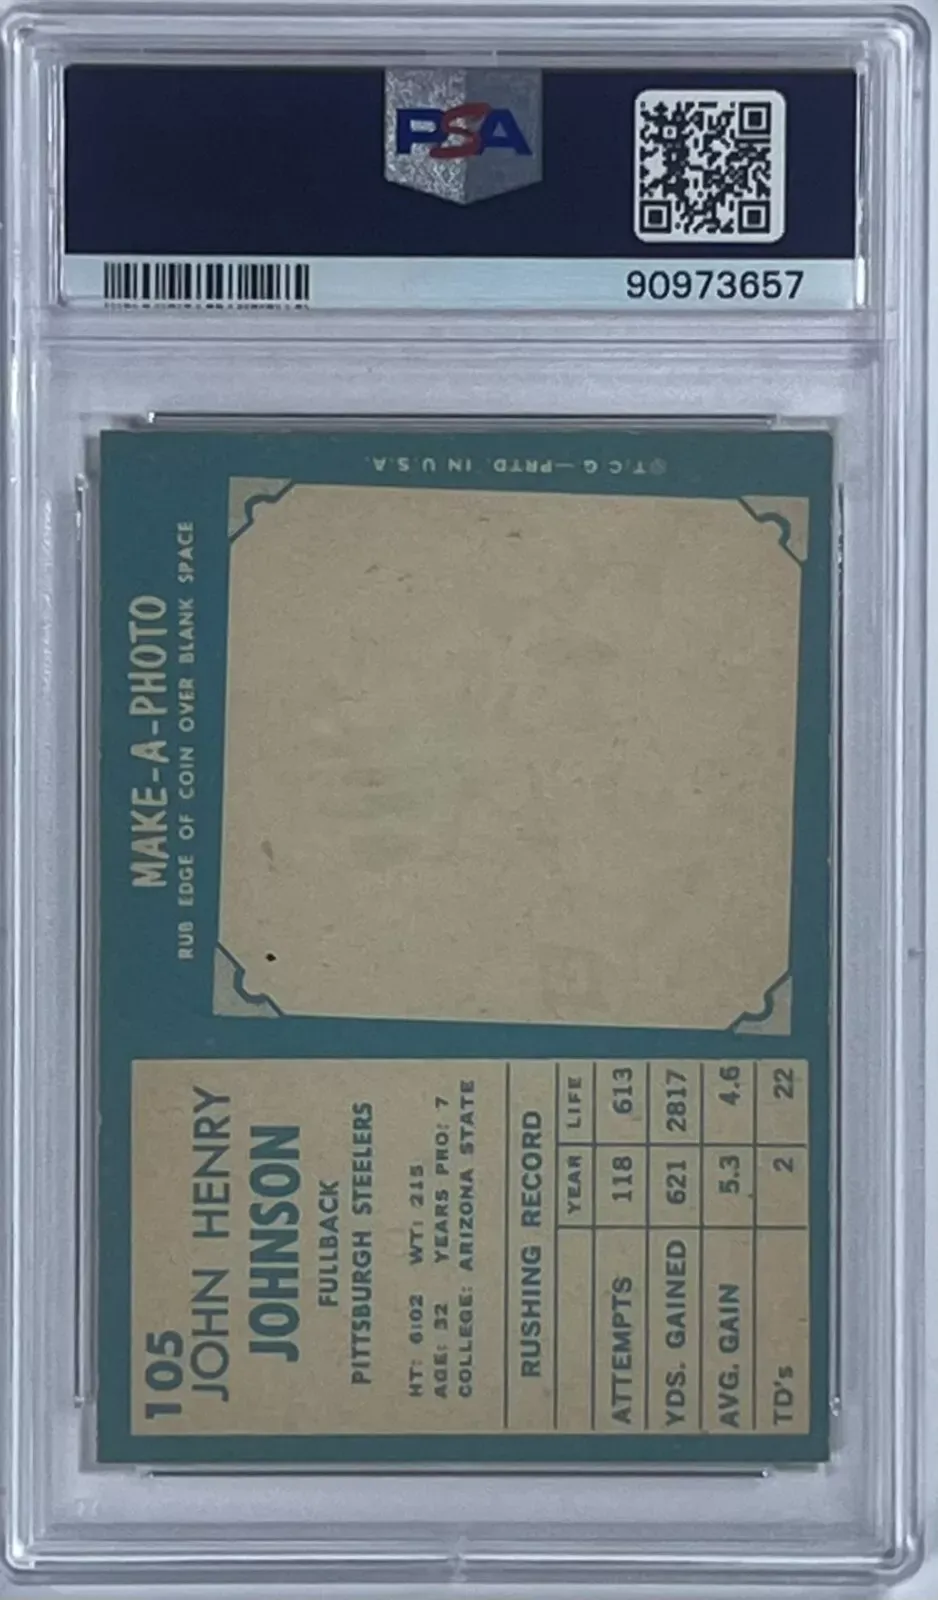 PSA
90973657
©T.C.G.—PRTD. IN U.S.A.
MAKE-A-PHOTO
RUB EDGE OF COIN OVER BLANK SPACE
105
JOHN HENRY
JOHNSON
FULLBACK
PITTSBURGH STEELERS
HT: 6:02 WT: 215
AGE: 32 YEARS PRO: 7
COLLEGE: ARIZONA STATE
RUSHING RECORD
YEAR LIFE
ATTEMPTS 118 613
YDS. GAINED 621 2817
AVG. GAIN 5.3 4.6
TD's 2 22